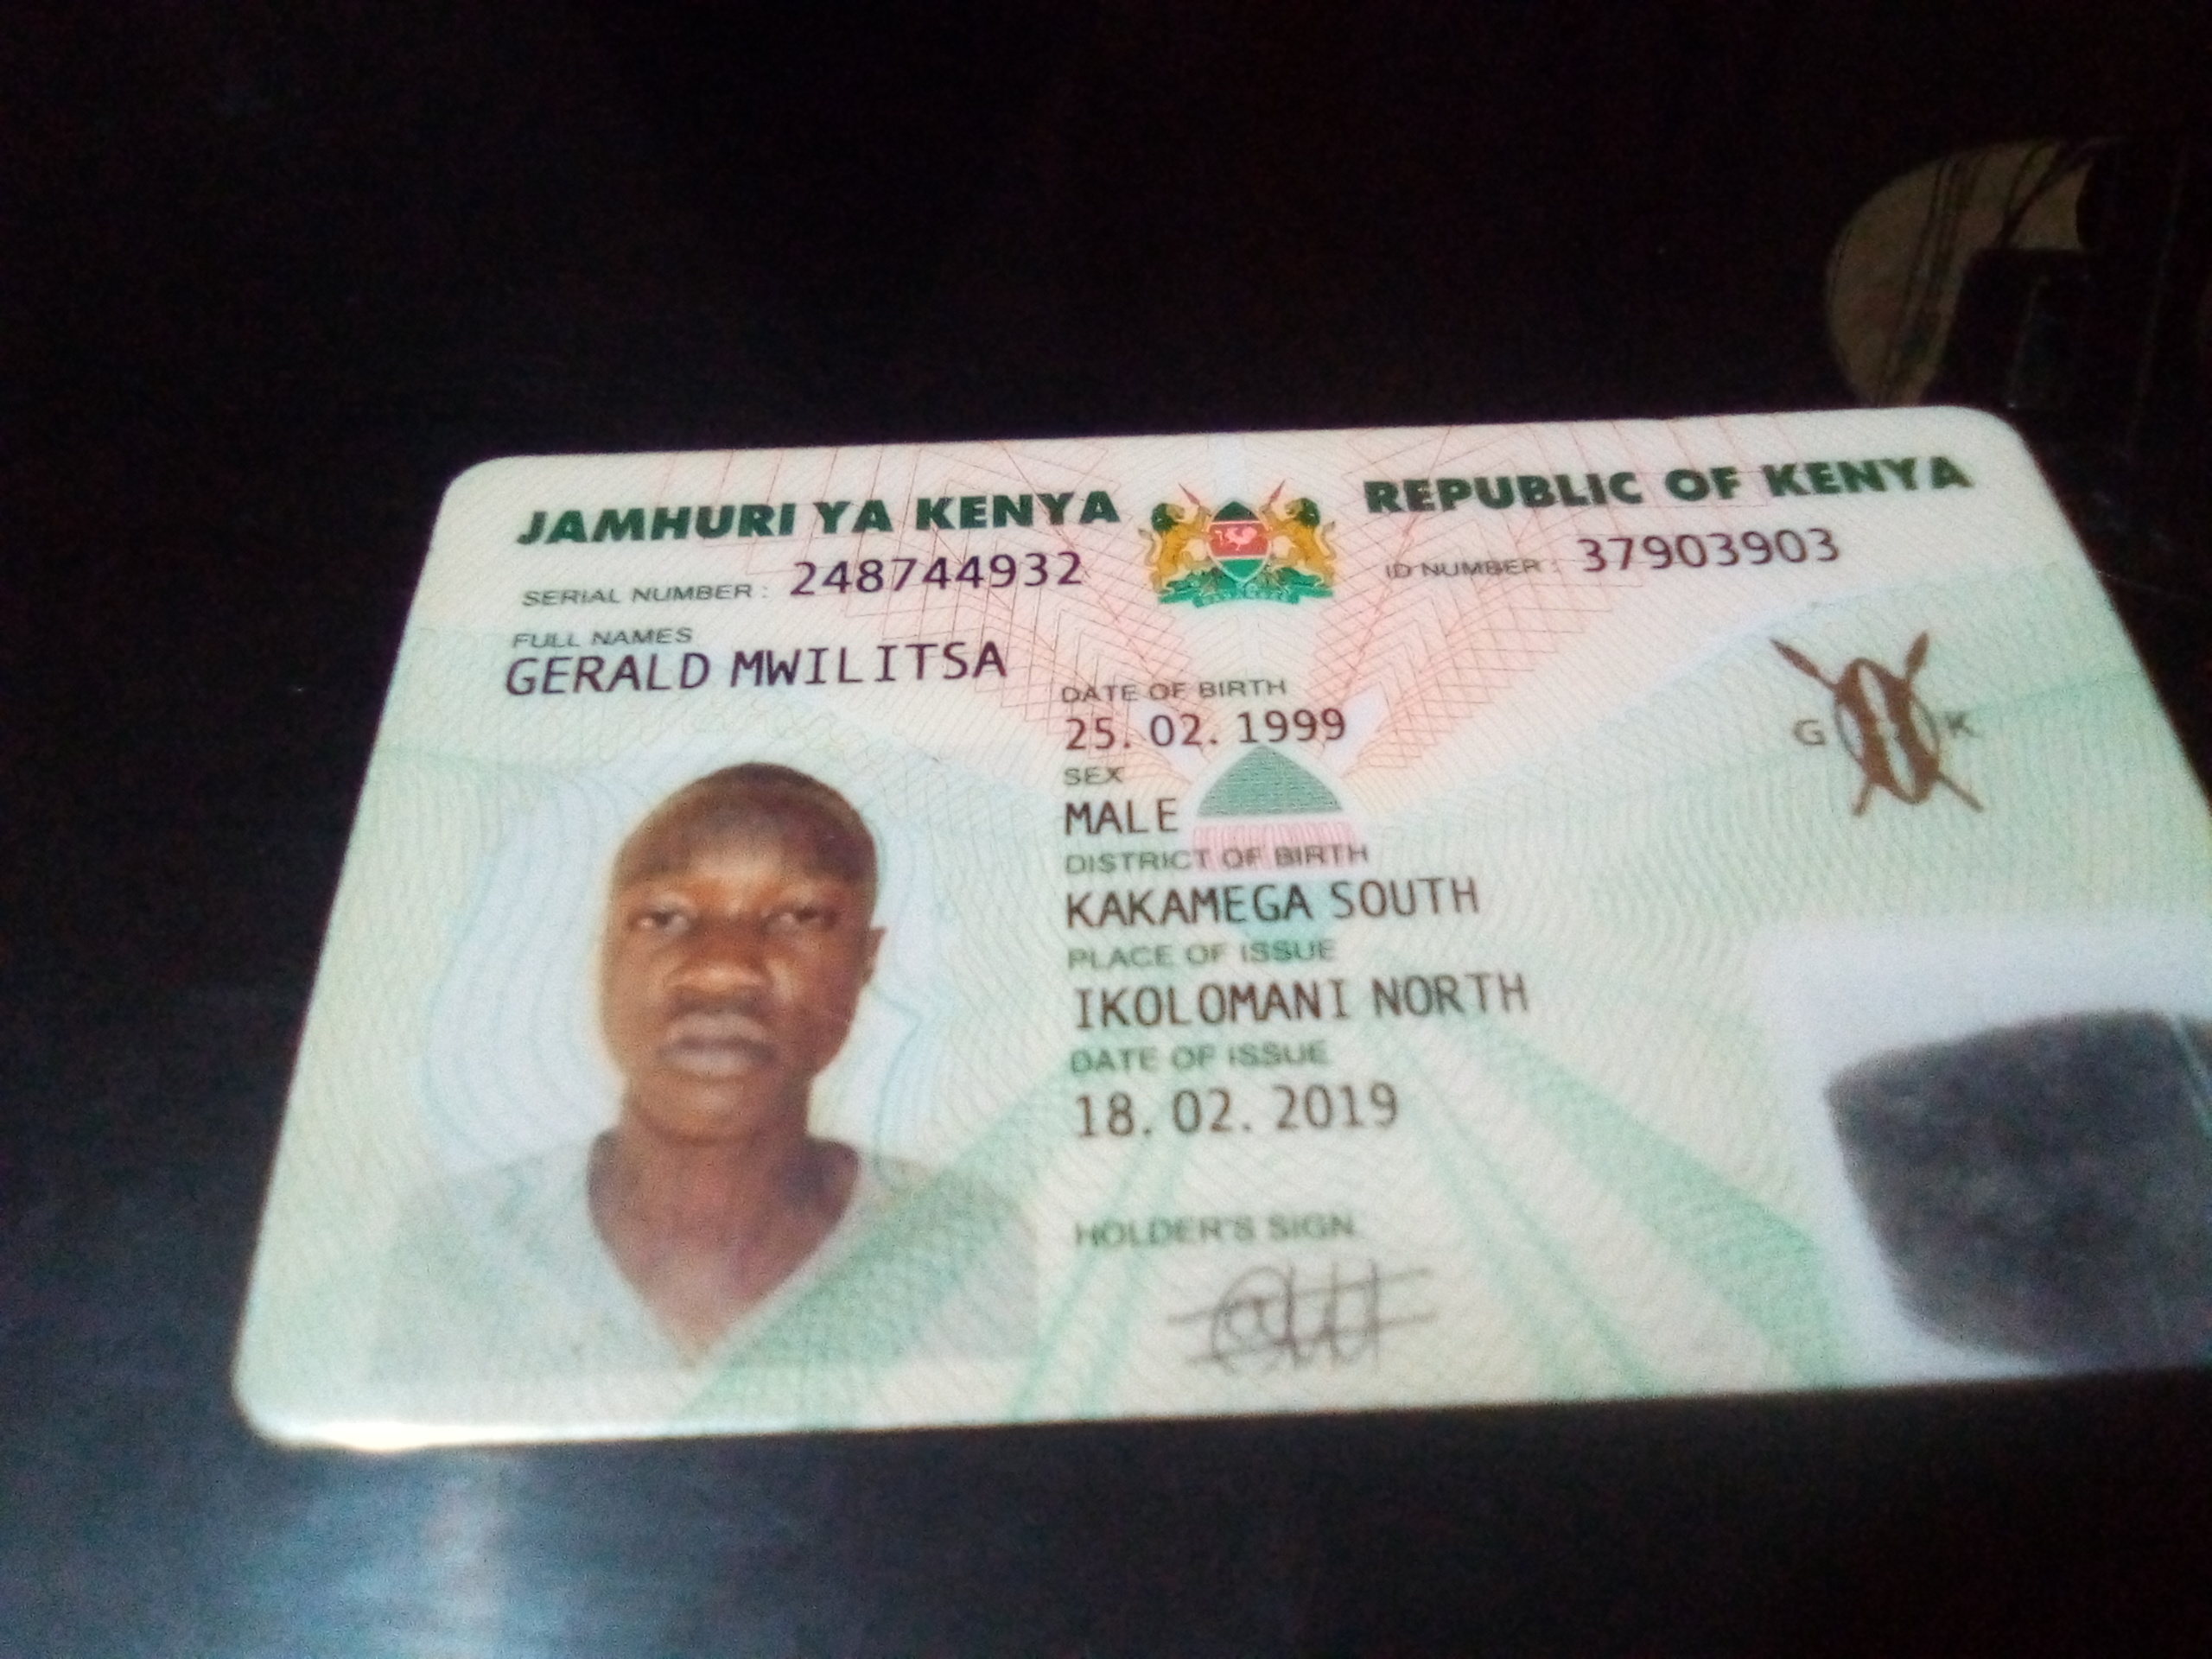 JAMHURI YA KENYA
REPUBLIC OF KENYA
SERIAL NUMBER : 248744932
ID NUMBER : 37903903
FULL NAMES
GERALD MWILITSA
DATE OF BIRTH
25. 02. 1999
SEX
MALE
DISTRICT OF BIRTH
KAKAMEGA SOUTH
PLACE OF ISSUE
IKOLOMANI NORTH
DATE OF ISSUE
18. 02. 2019
HOLDER'S SIGN.
G K